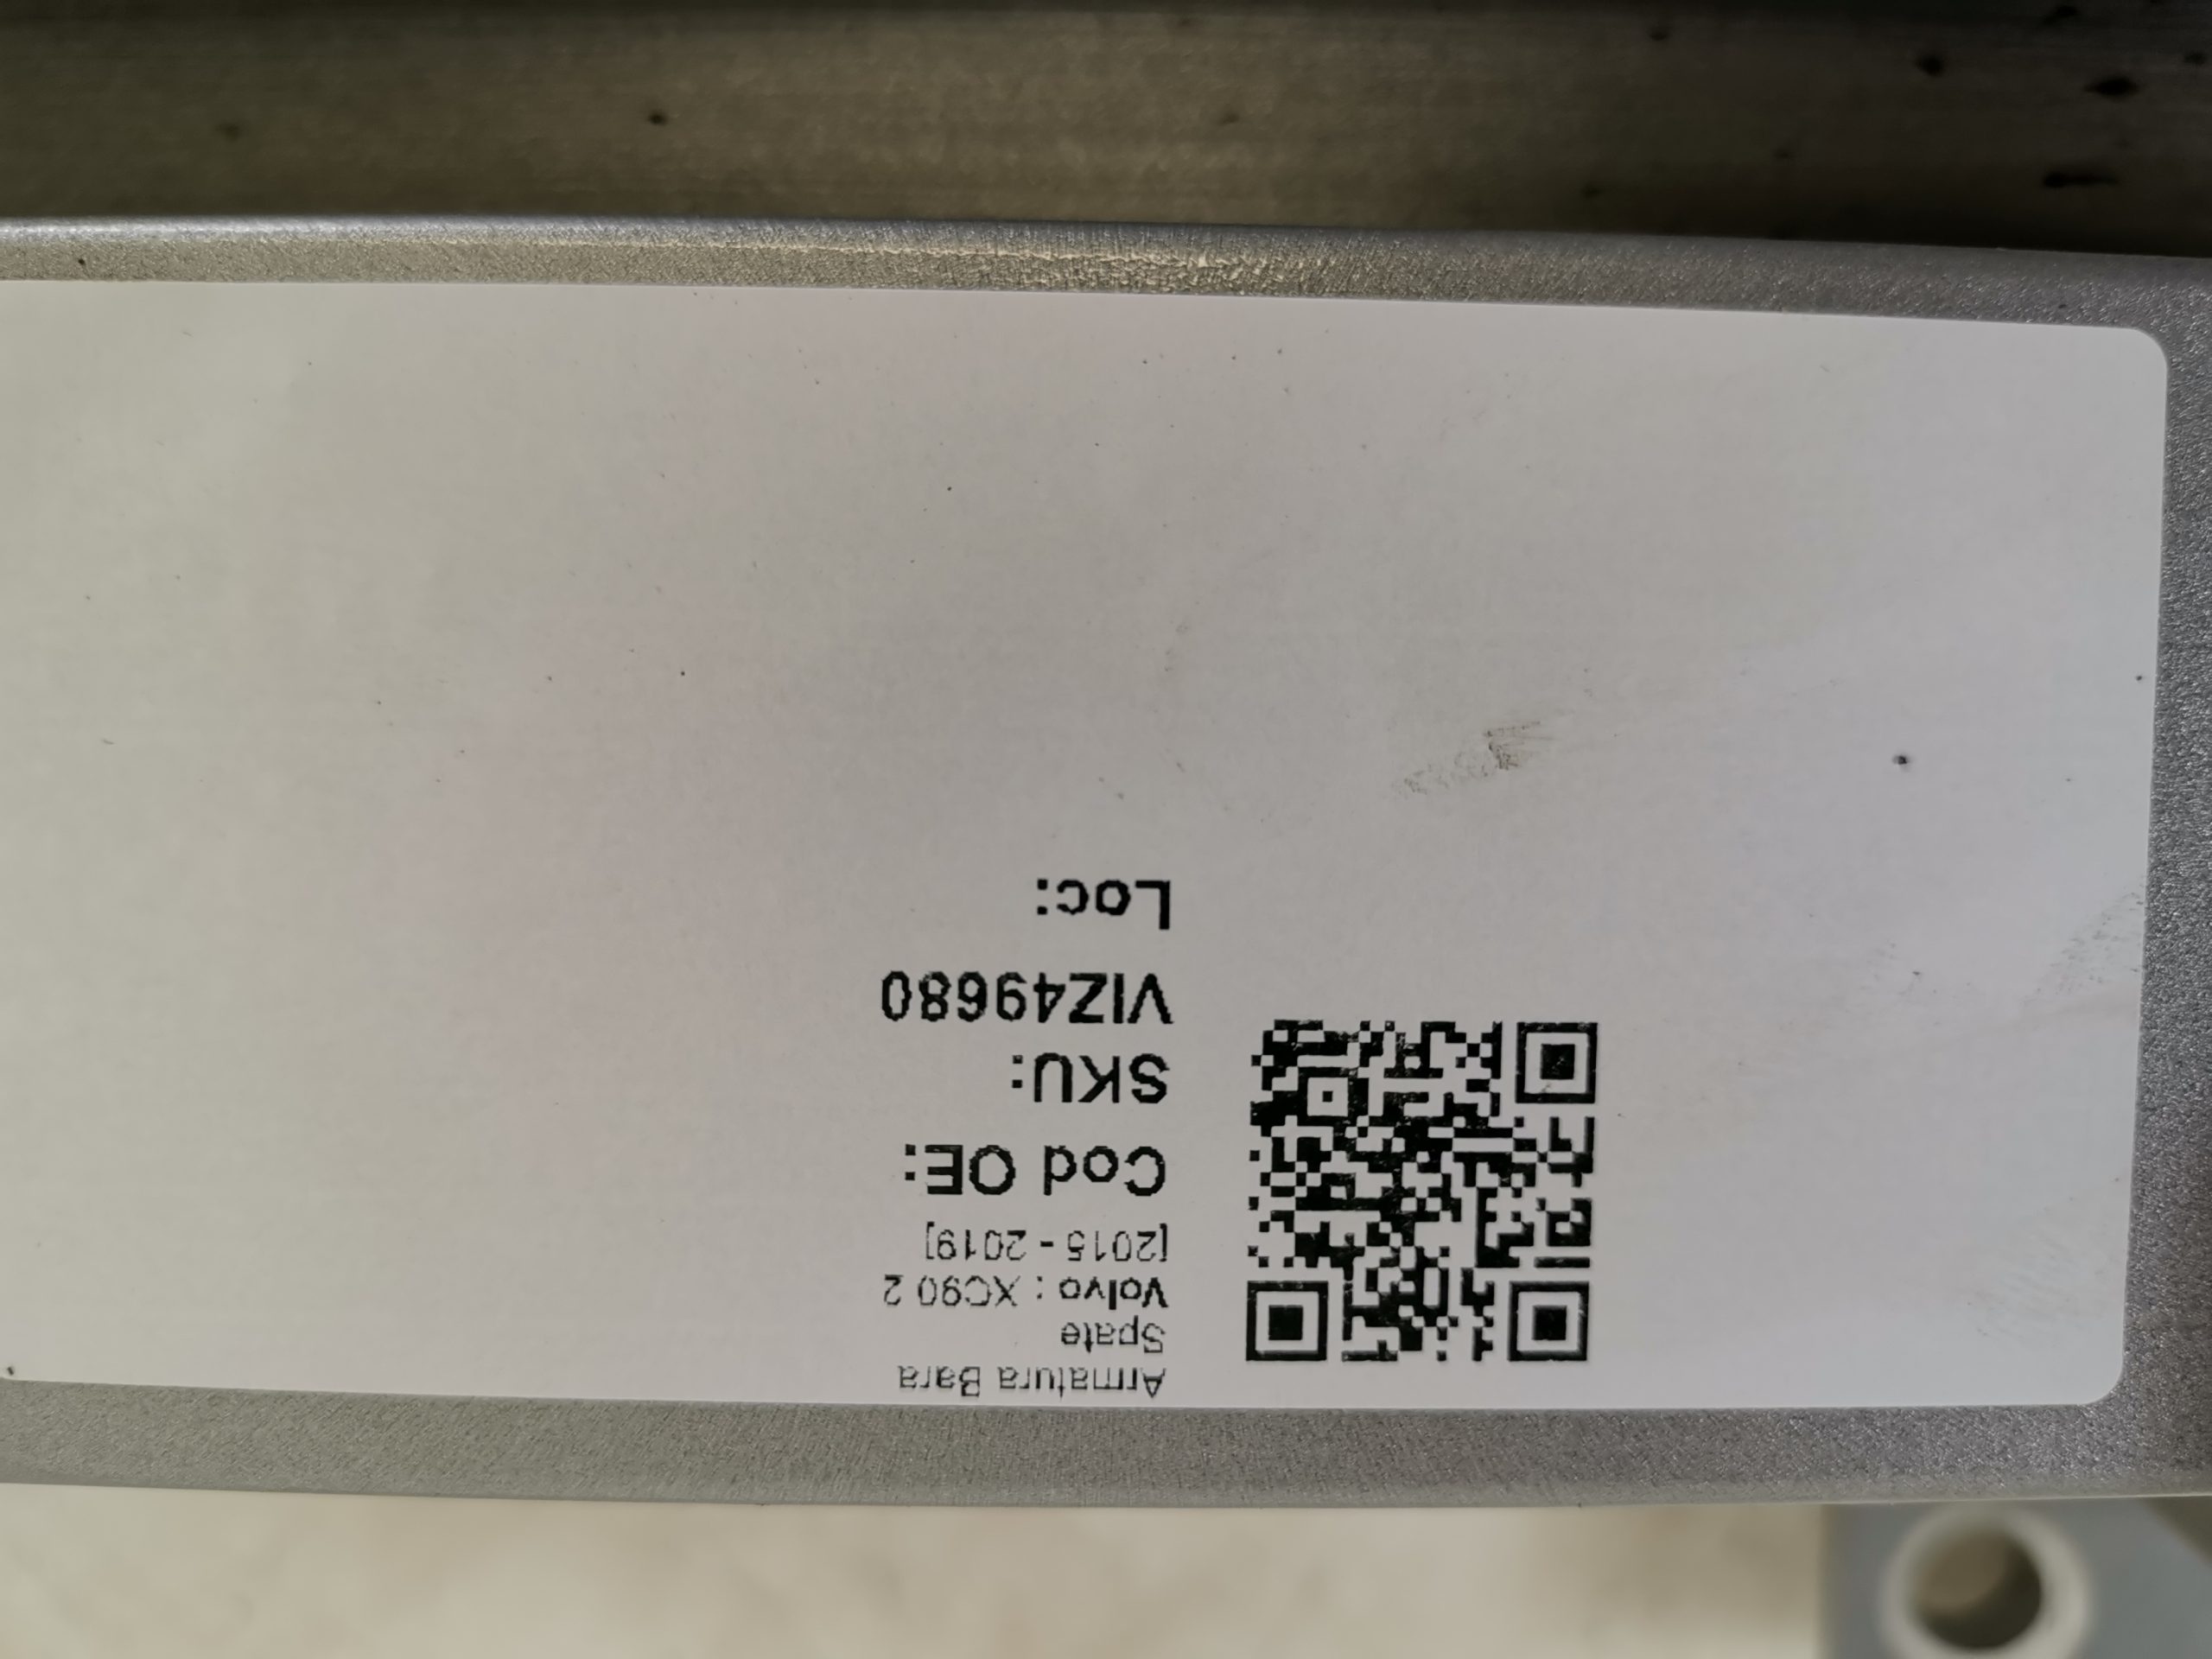 Armatura Bara
Spate
Volvo : XC90 2
[2015 - 2019]
Cod OE:
SKU:
VIZ49680
Loc: